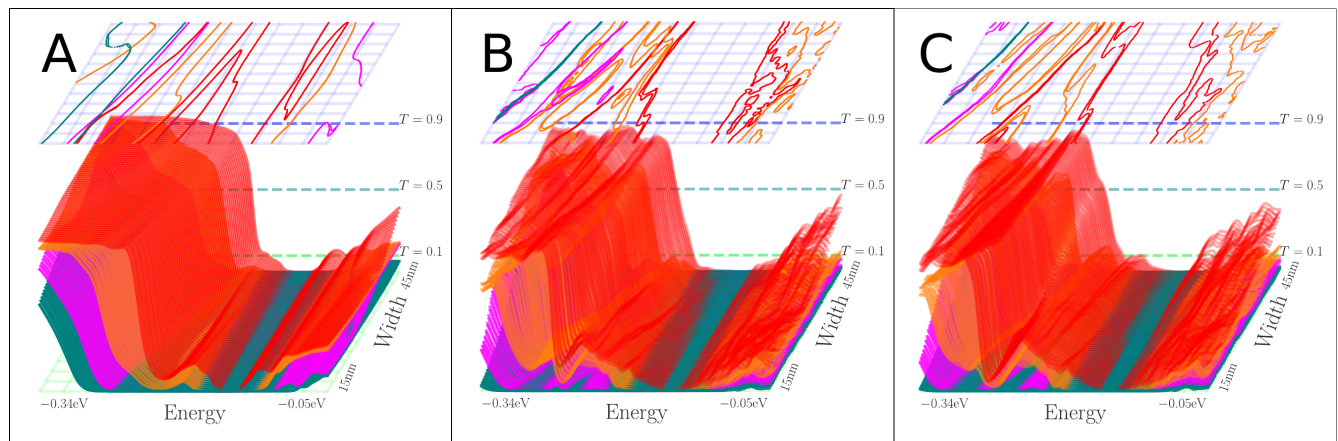 A
T = 0.9
T = 0.5
T = 0.1
45nm
Width
15nm
−0.34eV
−0.05eV
Energy
B
T = 0.9
T = 0.5
T = 0.1
45nm
Width
15nm
−0.34eV
−0.05eV
Energy
C
T = 0.9
T = 0.5
T = 0.1
45nm
Width
15nm
−0.34eV
−0.05eV
Energy